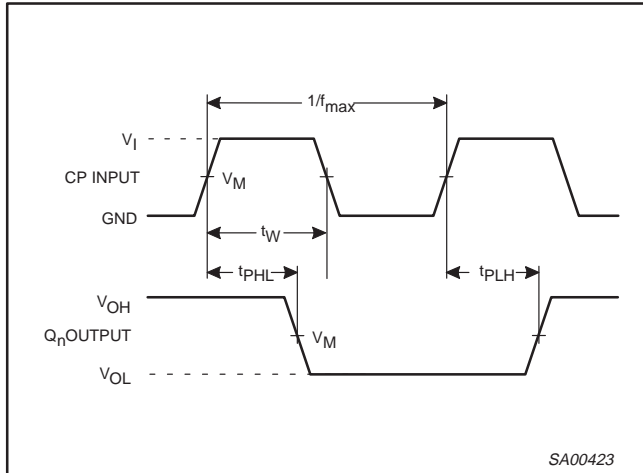 1/fmax
VI
CP INPUT
VM
GND
tW
tPHL
tPLH
VOH
QnOUTPUT
VM
VOL
SA00423